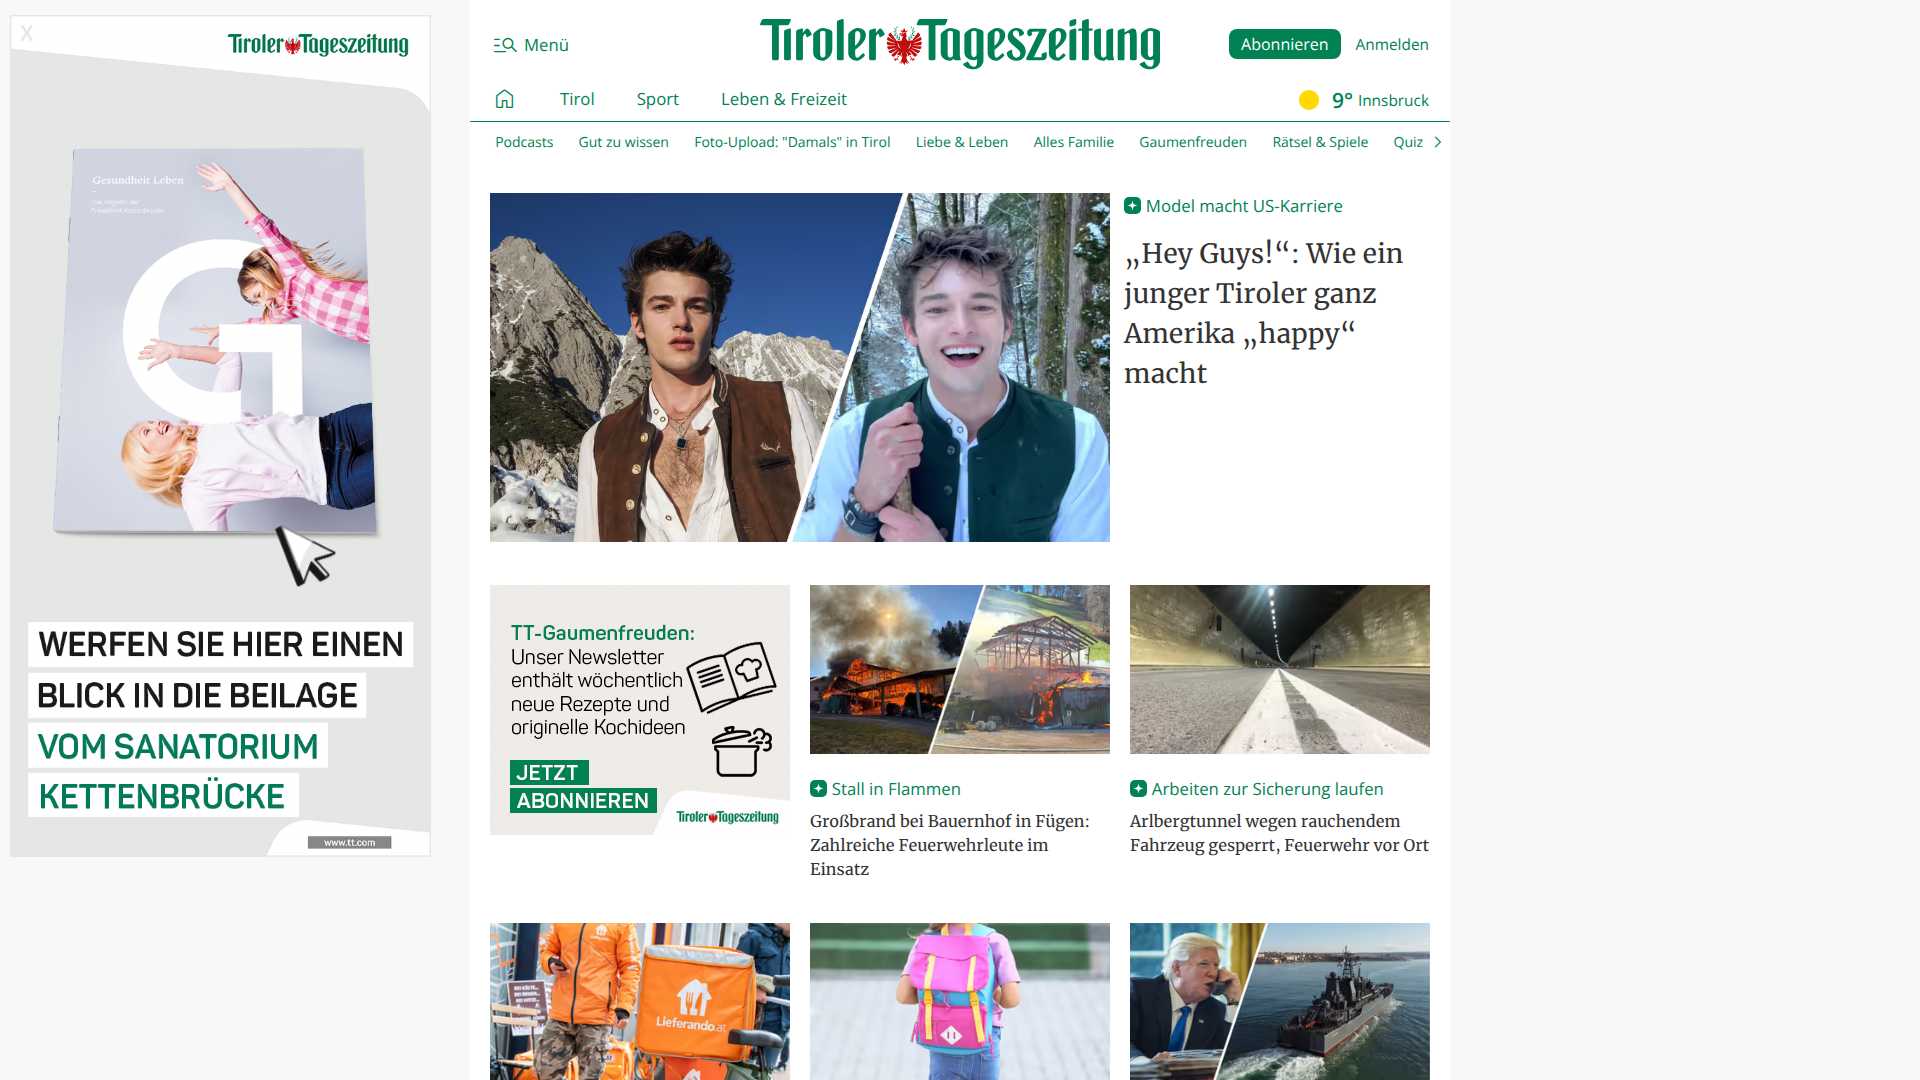 X
Tiroler Tageszeitung
Gesundheit Leben
G
WERFEN SIE HIER EINEN
BLICK IN DIE BEILAGE
VOM SANATORIUM
KETTENBRÜCKE
www.tt.com
Menü
Tiroler Tageszeitung
Abonnieren
Anmelden
Tirol
Sport
Leben & Freizeit
9° Innsbruck
Podcasts
Gut zu wissen
Foto-Upload: "Damals" in Tirol
Liebe & Leben
Alles Familie
Gaumenfreuden
Rätsel & Spiele
Quiz
Model macht US-Karriere
„Hey Guys!“: Wie ein
junger Tiroler ganz
Amerika „happy“
macht
TT-Gaumenfreuden:
Unser Newsletter
enthält wöchentlich
neue Rezepte und
originelle Kochideen
JETZT
ABONNIEREN
Tiroler Tageszeitung
Stall in Flammen
Großbrand bei Bauernhof in Fügen:
Zahlreiche Feuerwehrleute im
Einsatz
Arbeiten zur Sicherung laufen
Arlbergtunnel wegen rauchendem
Fahrzeug gesperrt, Feuerwehr vor Ort
Lieferando.at